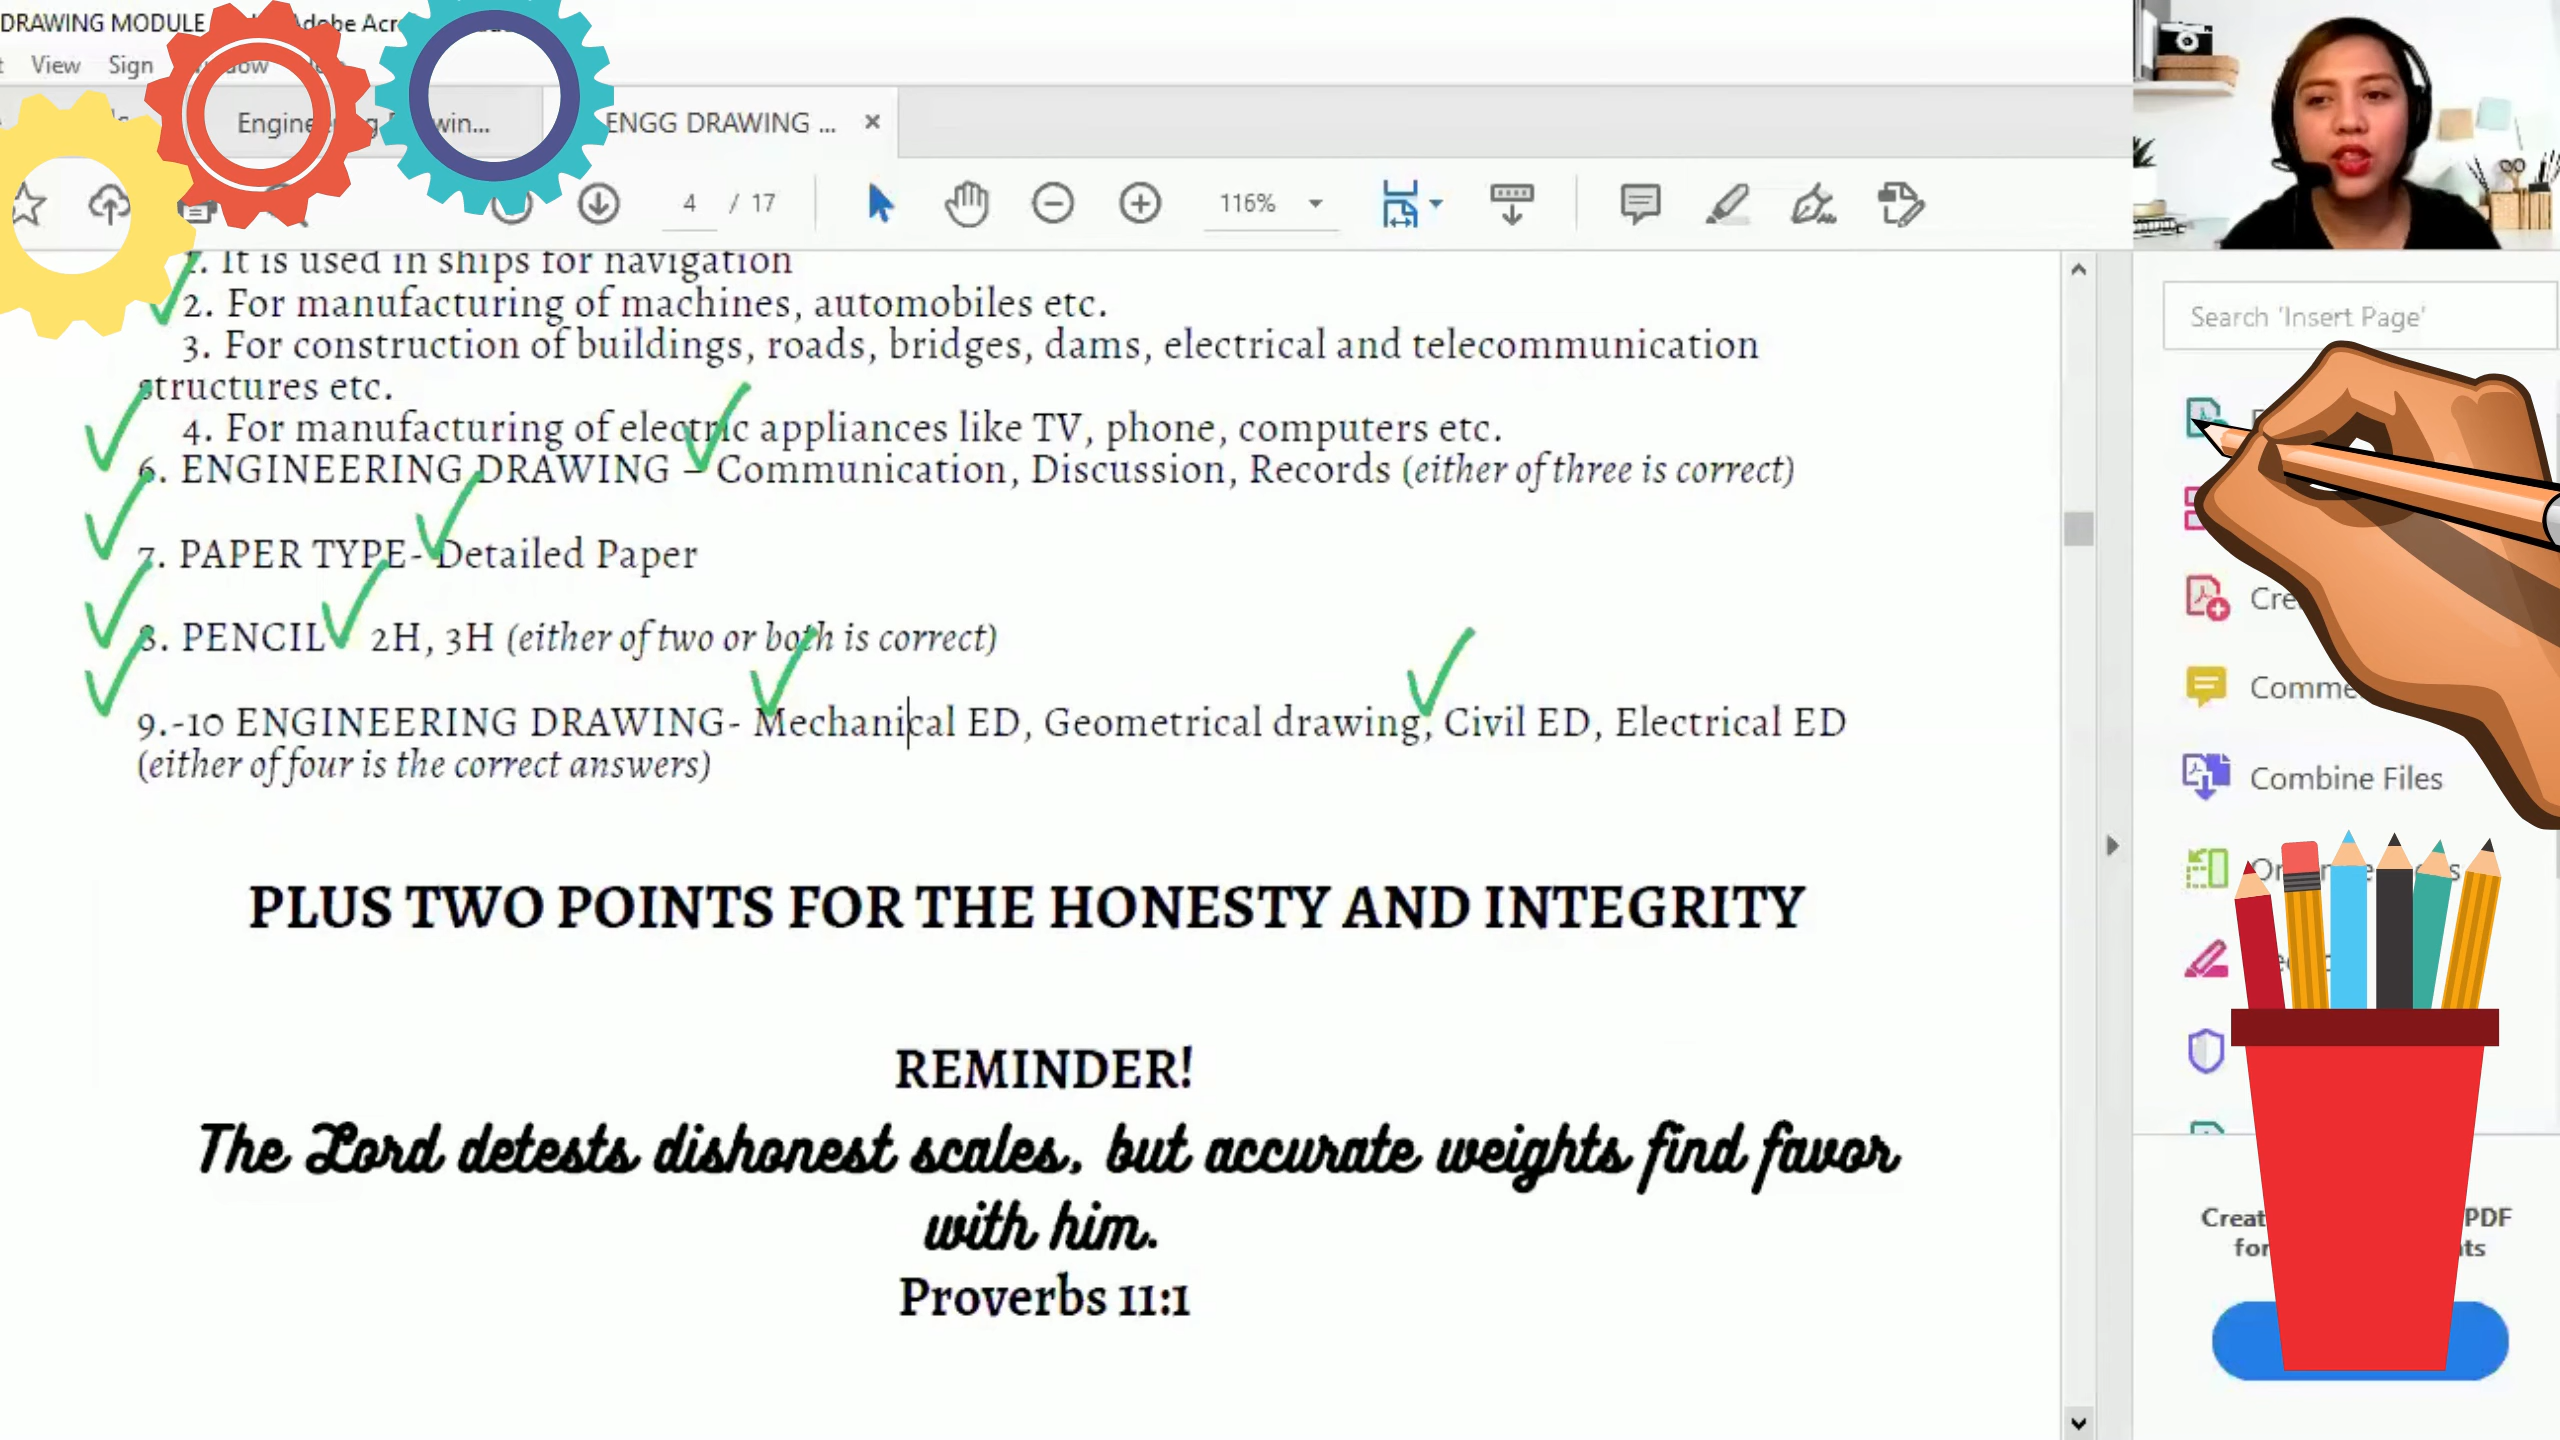 DRAWING MODULE
View Sign
ENGG DRAWING ...
4 / 17
116%
1. It is used in ships for navigation
2. For manufacturing of machines, automobiles etc.
3. For construction of buildings, roads, bridges, dams, electrical and telecommunication
structures etc.
4. For manufacturing of electric appliances like TV, phone, computers etc.
6. ENGINEERING DRAWING – Communication, Discussion, Records (either of three is correct)
7. PAPER TYPE- Detailed Paper
8. PENCIL 2H, 3H (either of two or both is correct)
9.-10 ENGINEERING DRAWING- Mechanical ED, Geometrical drawing, Civil ED, Electrical ED
(either of four is the correct answers)
PLUS TWO POINTS FOR THE HONESTY AND INTEGRITY
REMINDER!
The Lord detests dishonest scales, but accurate weights find favor
with him.
Proverbs 11:1
Search 'Insert Page'
Combine Files
PDF